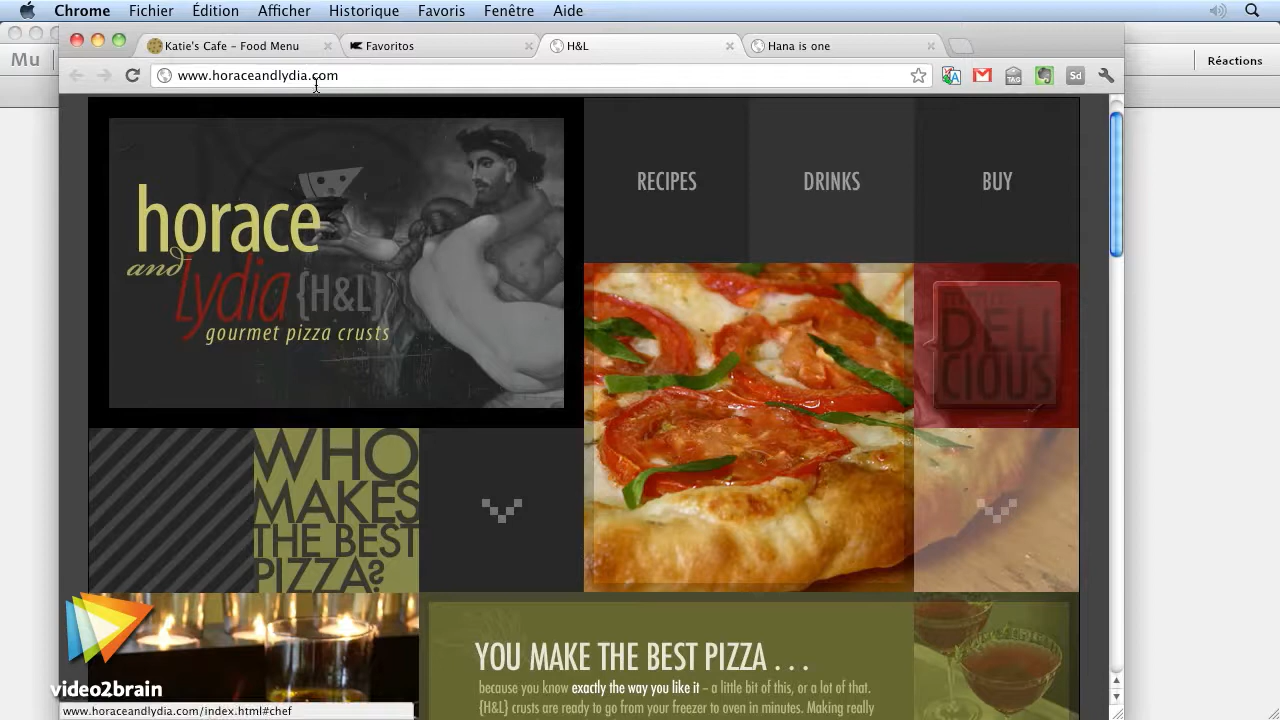 Chrome Fichier Édition Afficher Historique Favoris Fenêtre Aide
Mu
Réactions
Katie's Cafe - Food Menu
Favoritos
H&L
Hana is one
www.horaceandlydia.com
TAG
Sd
horace
and lydia {H&L}
gourmet pizza crusts
RECIPES
DRINKS
BUY
DELI
CIOUS
WHO
MAKES
THE BEST
PIZZA?
YOU MAKE THE BEST PIZZA . . .
because you know exactly the way you like it – a little bit of this, or a lot of that.
{H&L} crusts are ready to go from your freezer to oven in minutes. Making really
video2brain
www.horaceandlydia.com/index.html#chef